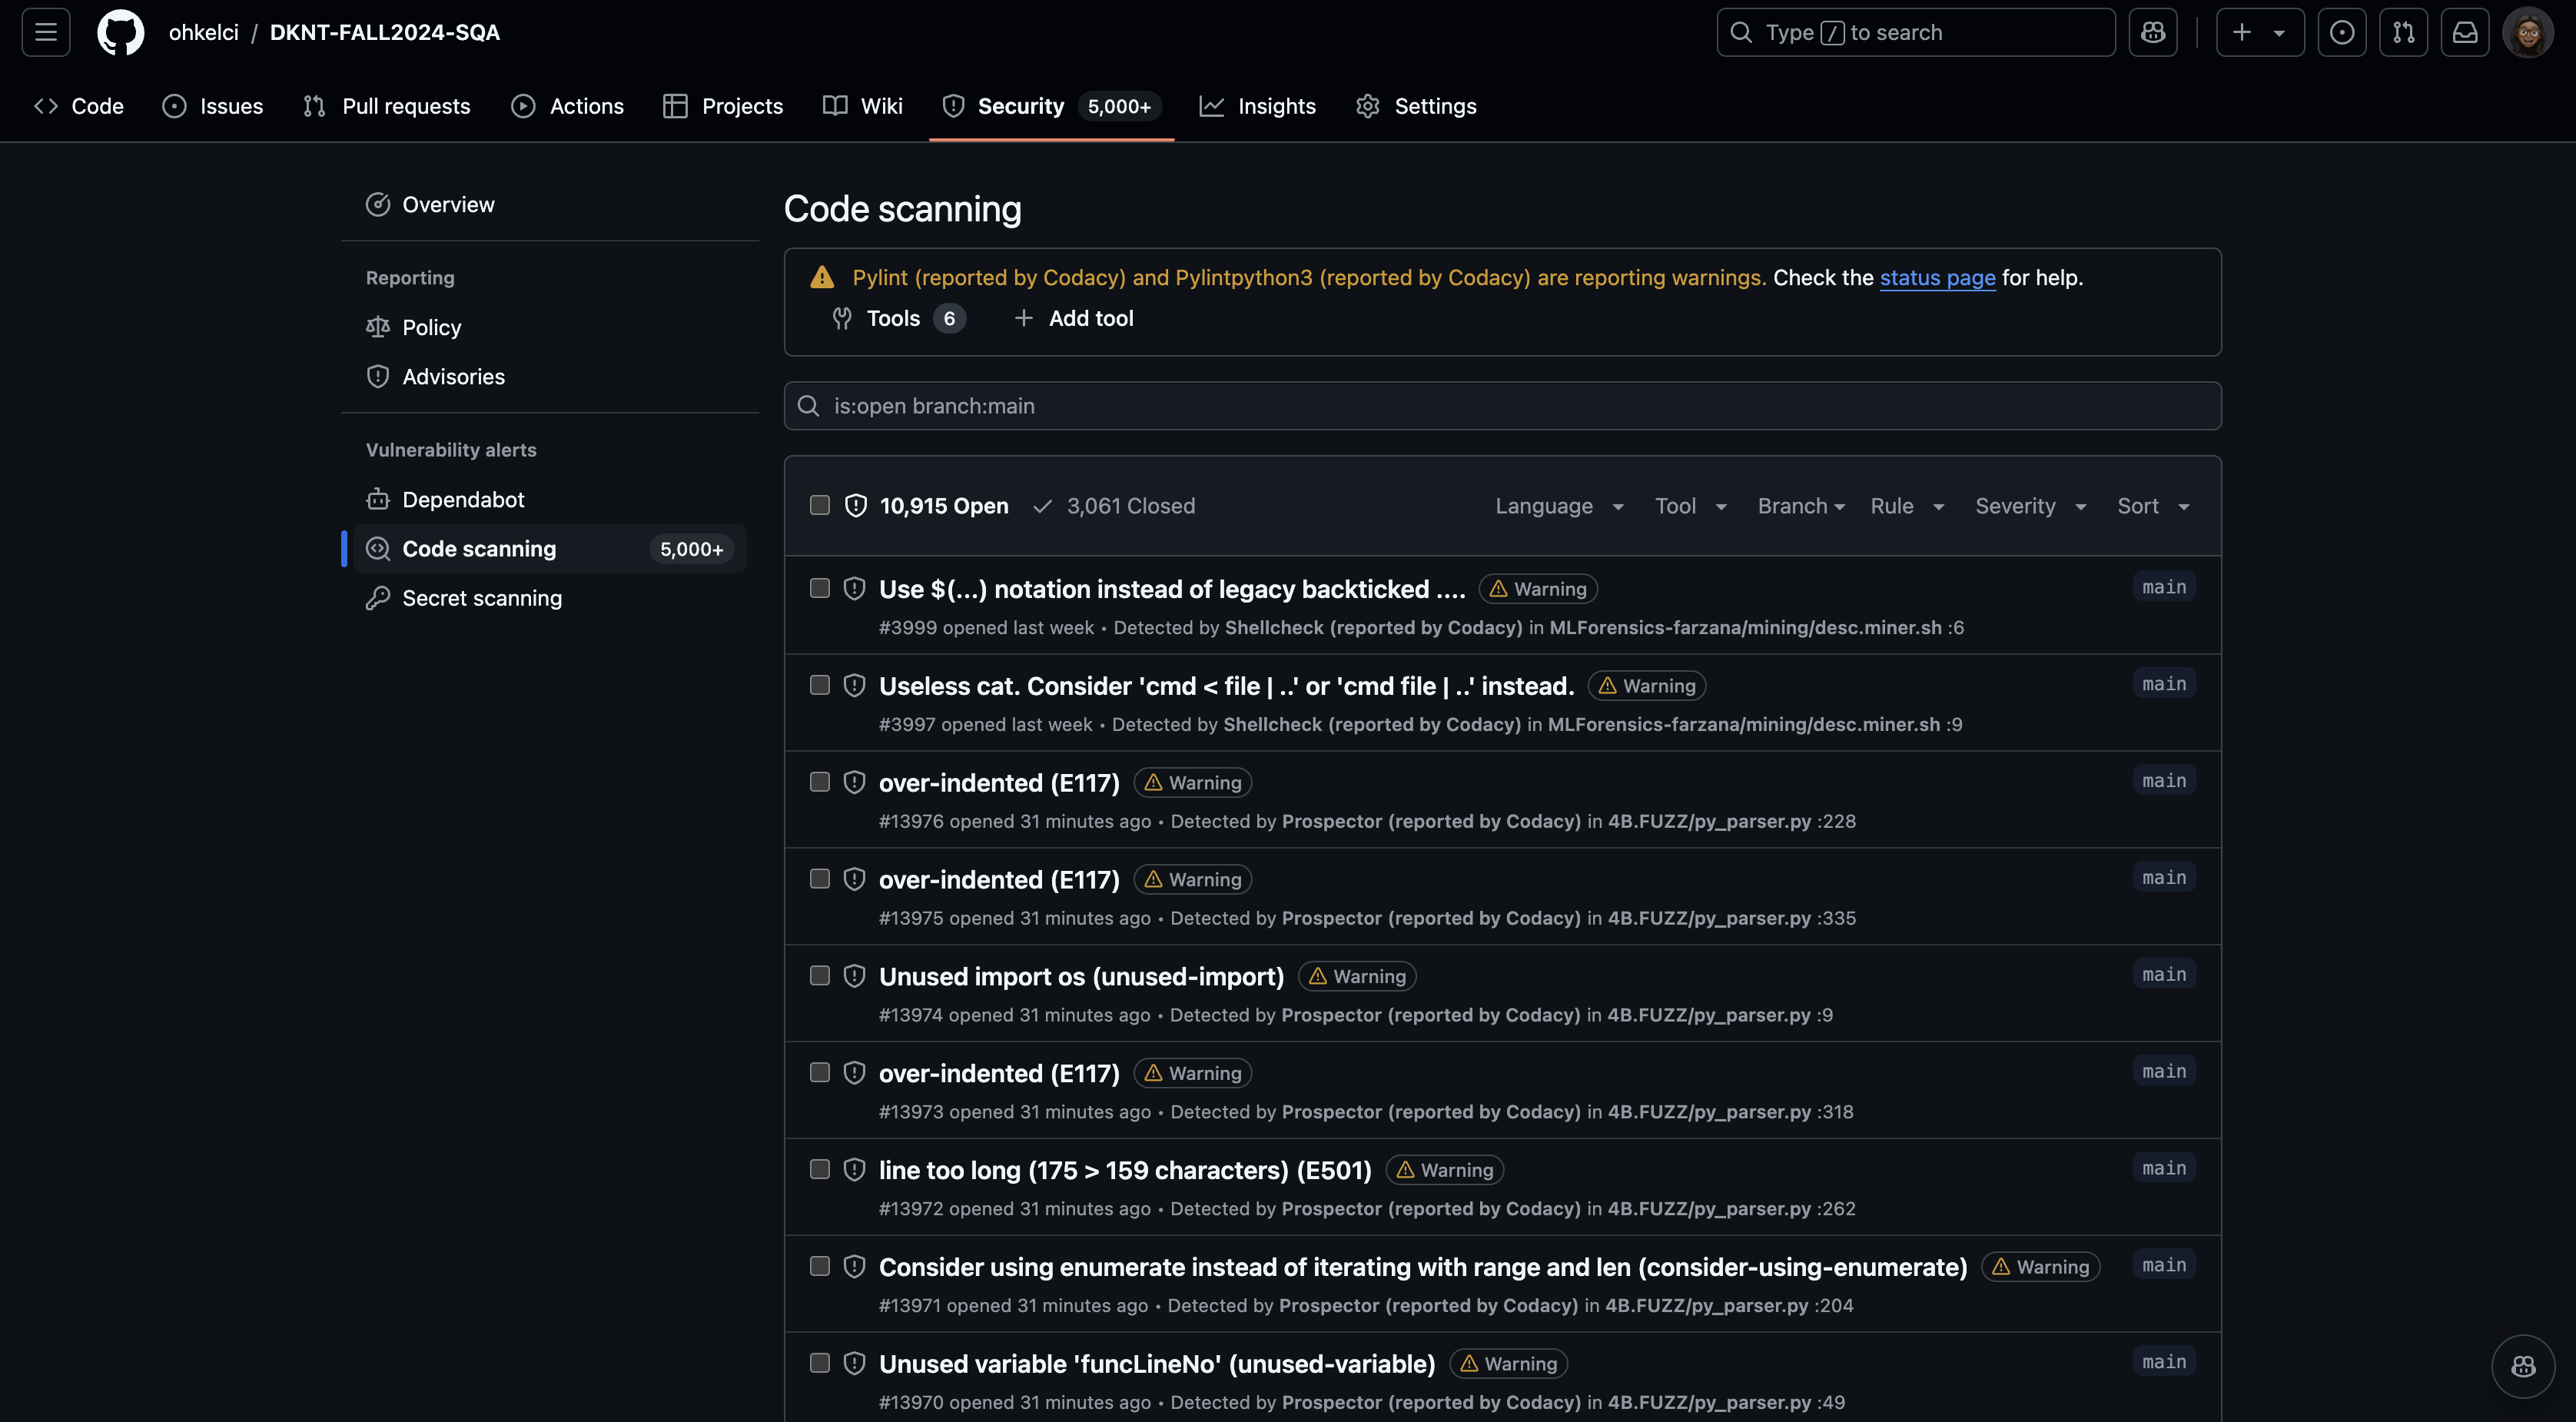 ohkelci / DKNT-FALL2024-SQA
Type / to search
Code
Issues
Pull requests
Actions
Projects
Wiki
Security 5,000+
Insights
Settings
Overview
Reporting
Policy
Advisories
Vulnerability alerts
Dependabot
Code scanning 5,000+
Secret scanning
Code scanning
Pylint (reported by Codacy) and Pylintpython3 (reported by Codacy) are reporting warnings. Check the status page for help.
Tools 6 Add tool
is:open branch:main
10,915 Open 3,061 Closed Language Tool Branch Rule Severity Sort
Use $(...) notation instead of legacy backticked .... Warning main
#3999 opened last week • Detected by Shellcheck (reported by Codacy) in MLForensics-farzana/mining/desc.miner.sh :6
Useless cat. Consider 'cmd < file | ..' or 'cmd file | ..' instead. Warning main
#3997 opened last week • Detected by Shellcheck (reported by Codacy) in MLForensics-farzana/mining/desc.miner.sh :9
over-indented (E117) Warning main
#13976 opened 31 minutes ago • Detected by Prospector (reported by Codacy) in 4B.FUZZ/py_parser.py :228
over-indented (E117) Warning main
#13975 opened 31 minutes ago • Detected by Prospector (reported by Codacy) in 4B.FUZZ/py_parser.py :335
Unused import os (unused-import) Warning main
#13974 opened 31 minutes ago • Detected by Prospector (reported by Codacy) in 4B.FUZZ/py_parser.py :9
over-indented (E117) Warning main
#13973 opened 31 minutes ago • Detected by Prospector (reported by Codacy) in 4B.FUZZ/py_parser.py :318
line too long (175 > 159 characters) (E501) Warning main
#13972 opened 31 minutes ago • Detected by Prospector (reported by Codacy) in 4B.FUZZ/py_parser.py :262
Consider using enumerate instead of iterating with range and len (consider-using-enumerate) Warning main
#13971 opened 31 minutes ago • Detected by Prospector (reported by Codacy) in 4B.FUZZ/py_parser.py :204
Unused variable 'funcLineNo' (unused-variable) Warning main
#13970 opened 31 minutes ago • Detected by Prospector (reported by Codacy) in 4B.FUZZ/py_parser.py :49